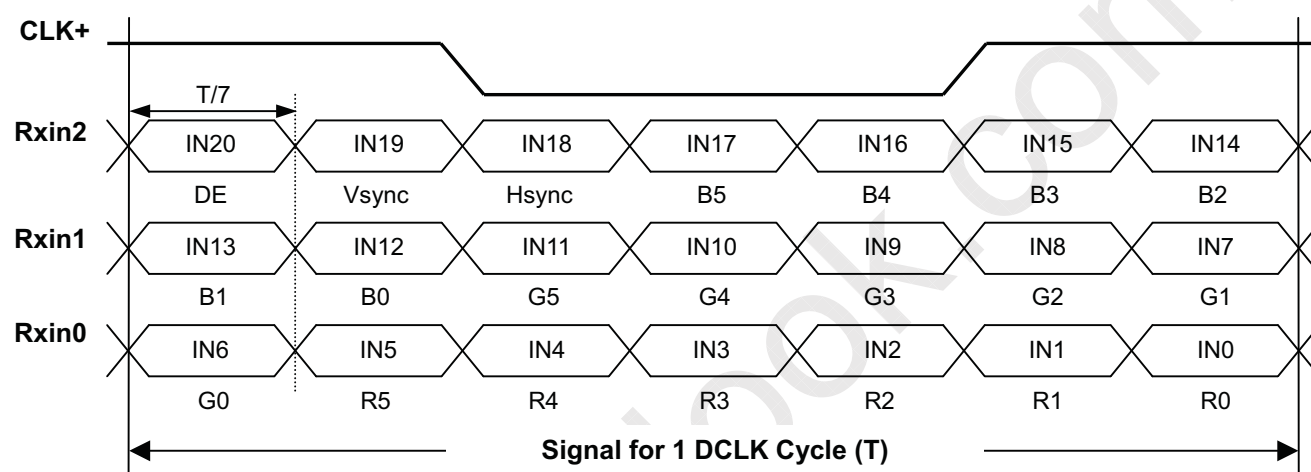 CLK+
T/7
Rxin2
IN20 IN19 IN18 IN17 IN16 IN15 IN14
DE Vsync Hsync B5 B4 B3 B2
Rxin1
IN13 IN12 IN11 IN10 IN9 IN8 IN7
B1 B0 G5 G4 G3 G2 G1
Rxin0
IN6 IN5 IN4 IN3 IN2 IN1 IN0
G0 R5 R4 R3 R2 R1 R0
Signal for 1 DCLK Cycle (T)